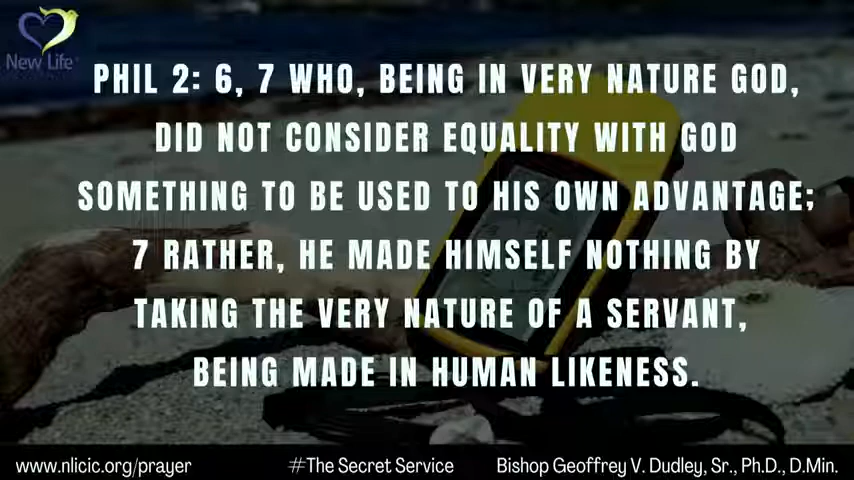 New Life
PHIL 2: 6, 7 WHO, BEING IN VERY NATURE GOD,
DID NOT CONSIDER EQUALITY WITH GOD
SOMETHING TO BE USED TO HIS OWN ADVANTAGE;
7 RATHER, HE MADE HIMSELF NOTHING BY
TAKING THE VERY NATURE OF A SERVANT,
BEING MADE IN HUMAN LIKENESS.
www.nlicic.org/prayer #The Secret Service Bishop Geoffrey V. Dudley, Sr., Ph.D., D.Min.